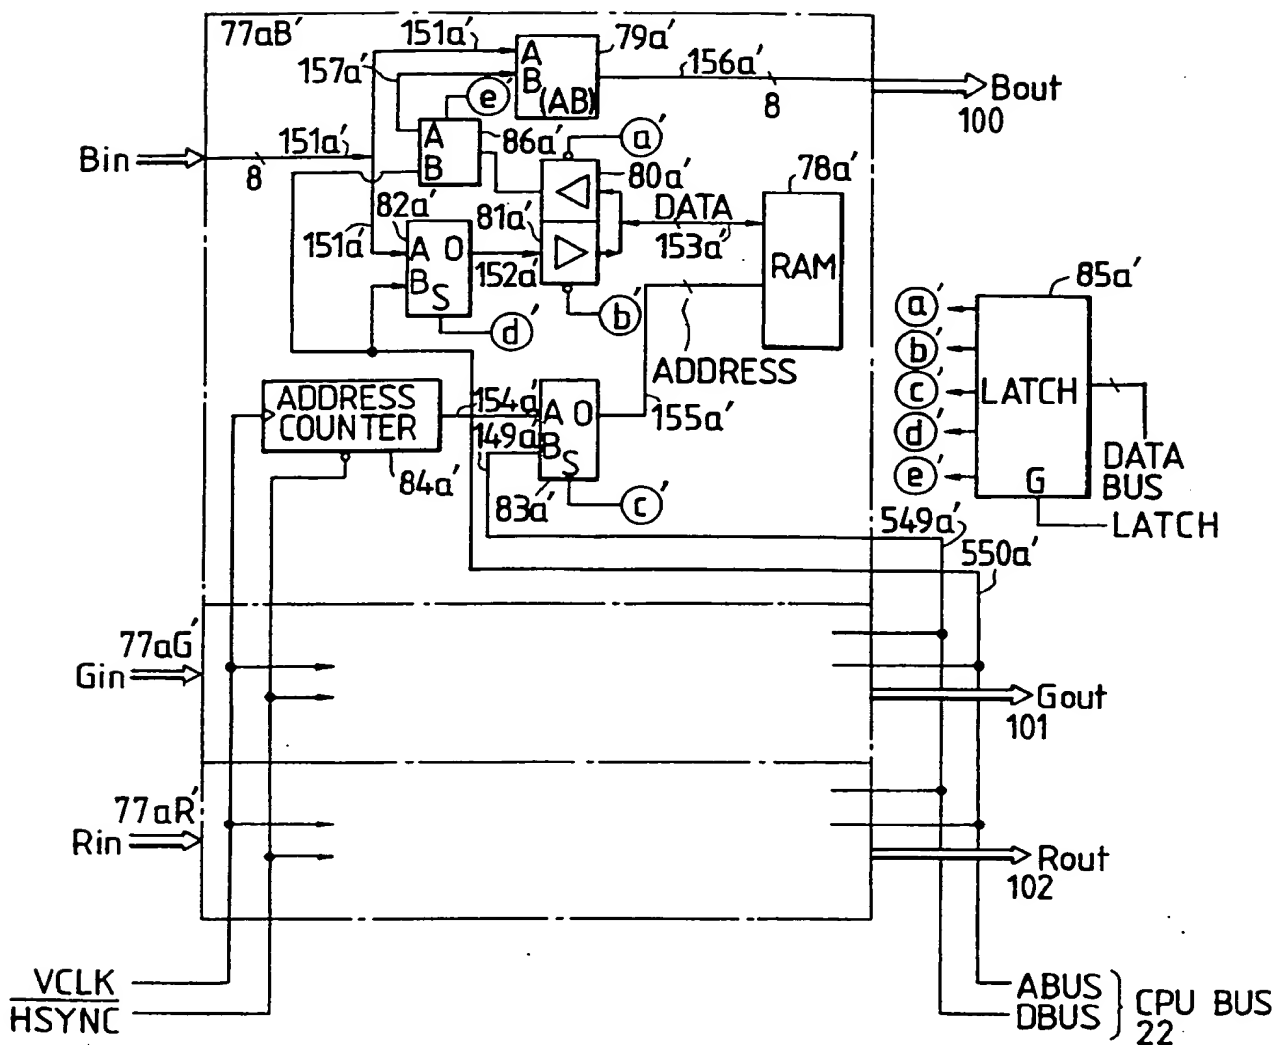 77aB'
151a'
79a'
A
B
(AB)
157a'
156a'
8
Bout
100
e'
A
B
86a'
a'
Bin
8
151a'
80a'
78a'
82a'
81a'
DATA
153a'
RAM
151a'
A O
B
S
152a'
d'
b'
85a'
a'
b'
c'
d'
e'
LATCH
G
DATA
BUS
LATCH
ADDRESS
ADDRESS
COUNTER
154a'
149a'
A O
B
S
155a'
84a'
83a'
c'
549a'
550a'
77aG'
Gin
Gout
101
77aR'
Rin
Rout
102
VCLK
HSYNC
ABUS
DBUS
CPU BUS
22